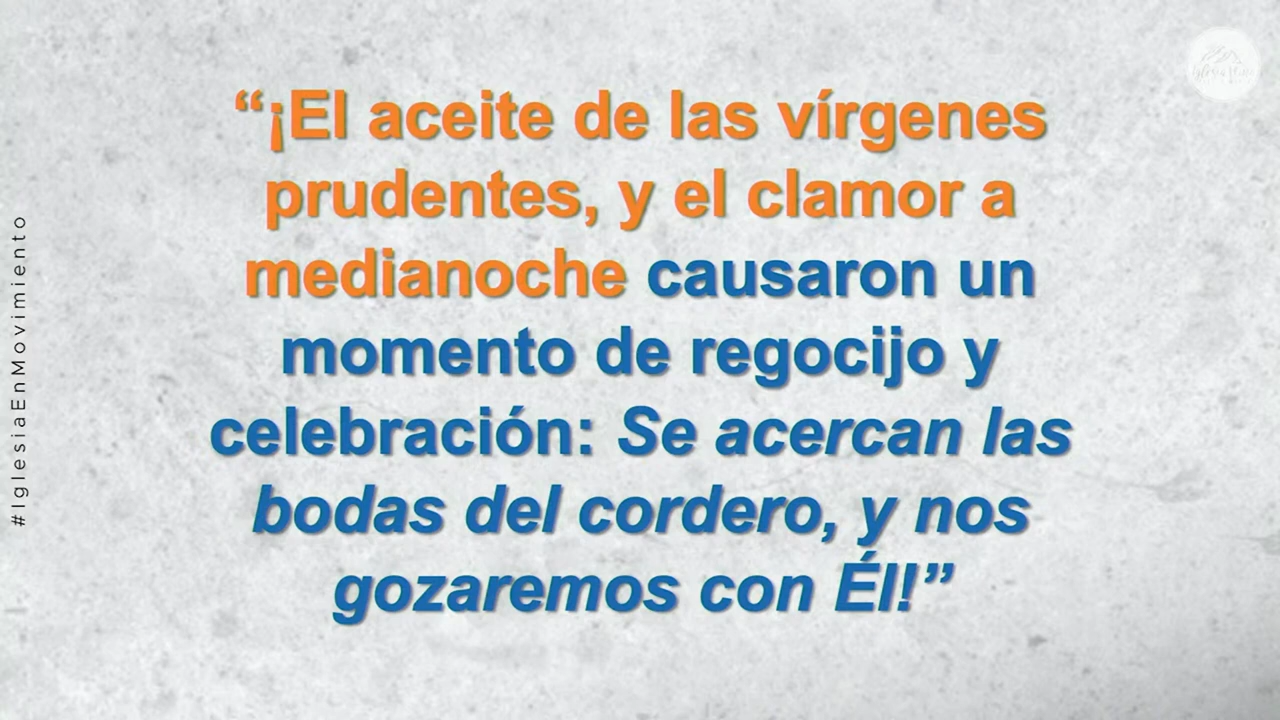 “¡El aceite de las vírgenes
prudentes, y el clamor a
medianoche causaron un
momento de regocijo y
celebración: Se acercan las
bodas del cordero, y nos
gozaremos con Él!”
#IglesiaEnMovimiento